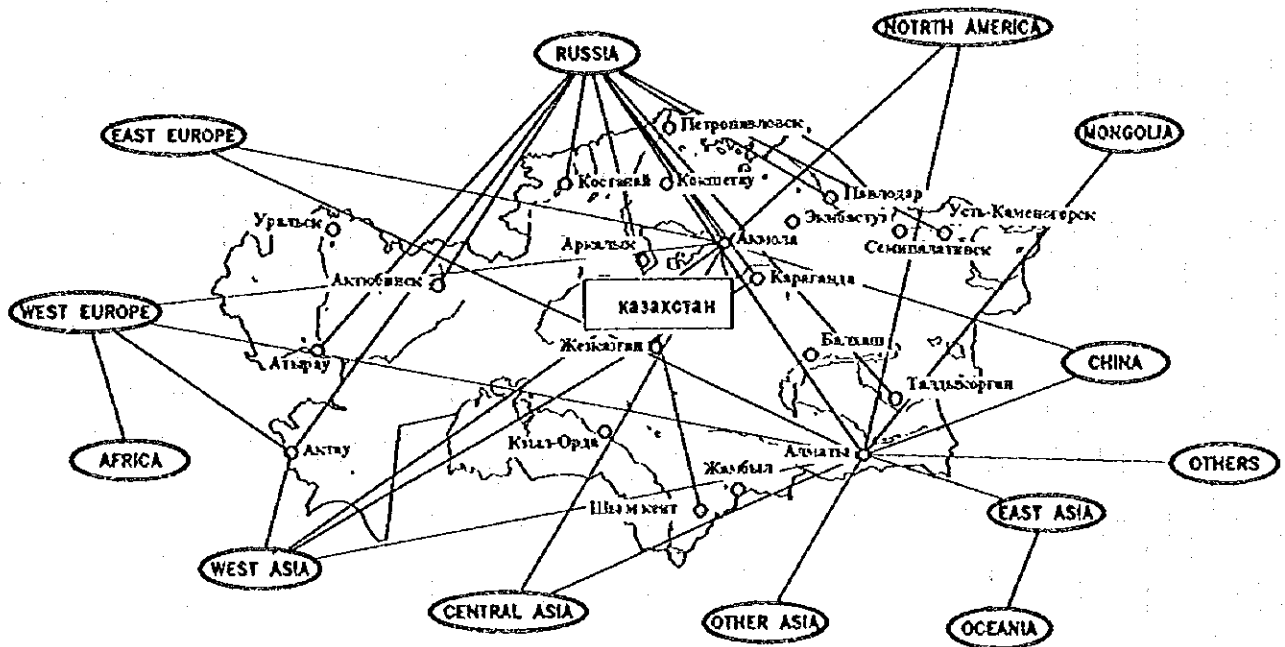 NOTRTH AMERICA
RUSSIA
EAST EUROPE
Петропавловск
MONGOLIA
Костанай
Кокшетау
Павлодар
Экибастуз
Усть-Каменогорск
Уральск
Акмола
Семипалатинск
Аркалык
Актюбинск
Караганда
WEST EUROPE
казахстан
Жезказган
Балхаш
Атырау
CHINA
Талдыкорган
Кзыл-Орда
Актау
Алматы
AFRICA
Жамбыл
OTHERS
Шымкент
EAST ASIA
WEST ASIA
CENTRAL ASIA
OTHER ASIA
OCEANIA